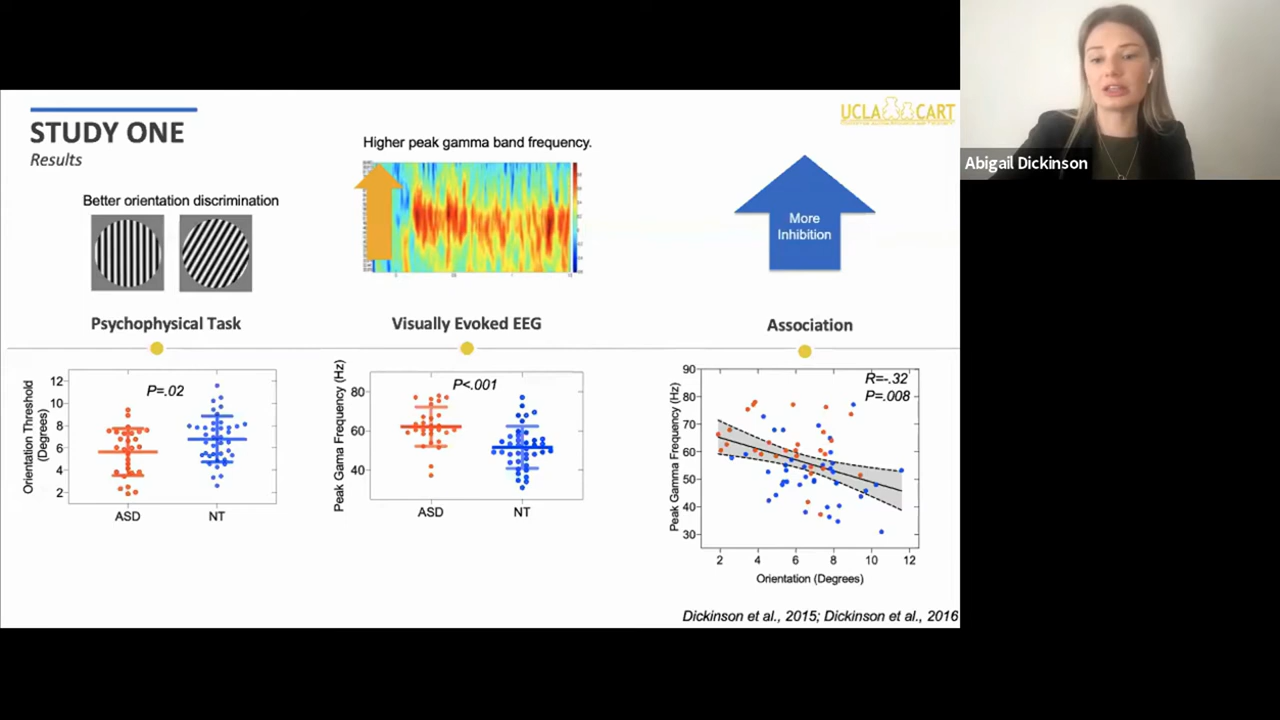 STUDY ONE
Results
UCLA CART
Abigail Dickinson
Better orientation discrimination
Higher peak gamma band frequency.
More
Inhibition
Psychophysical Task
Visually Evoked EEG
Association
Orientation Threshold
(Degrees)
12
10
8
6
4
2
P=.02
ASD
NT
Peak Gama Frequency (Hz)
80
60
40
P<.001
ASD
NT
Peak Gamma Frequency (Hz)
90
80
70
60
50
40
30
R=-.32
P=.008
2
4
6
8
10
12
Orientation (Degrees)
Dickinson et al., 2015; Dickinson et al., 2016